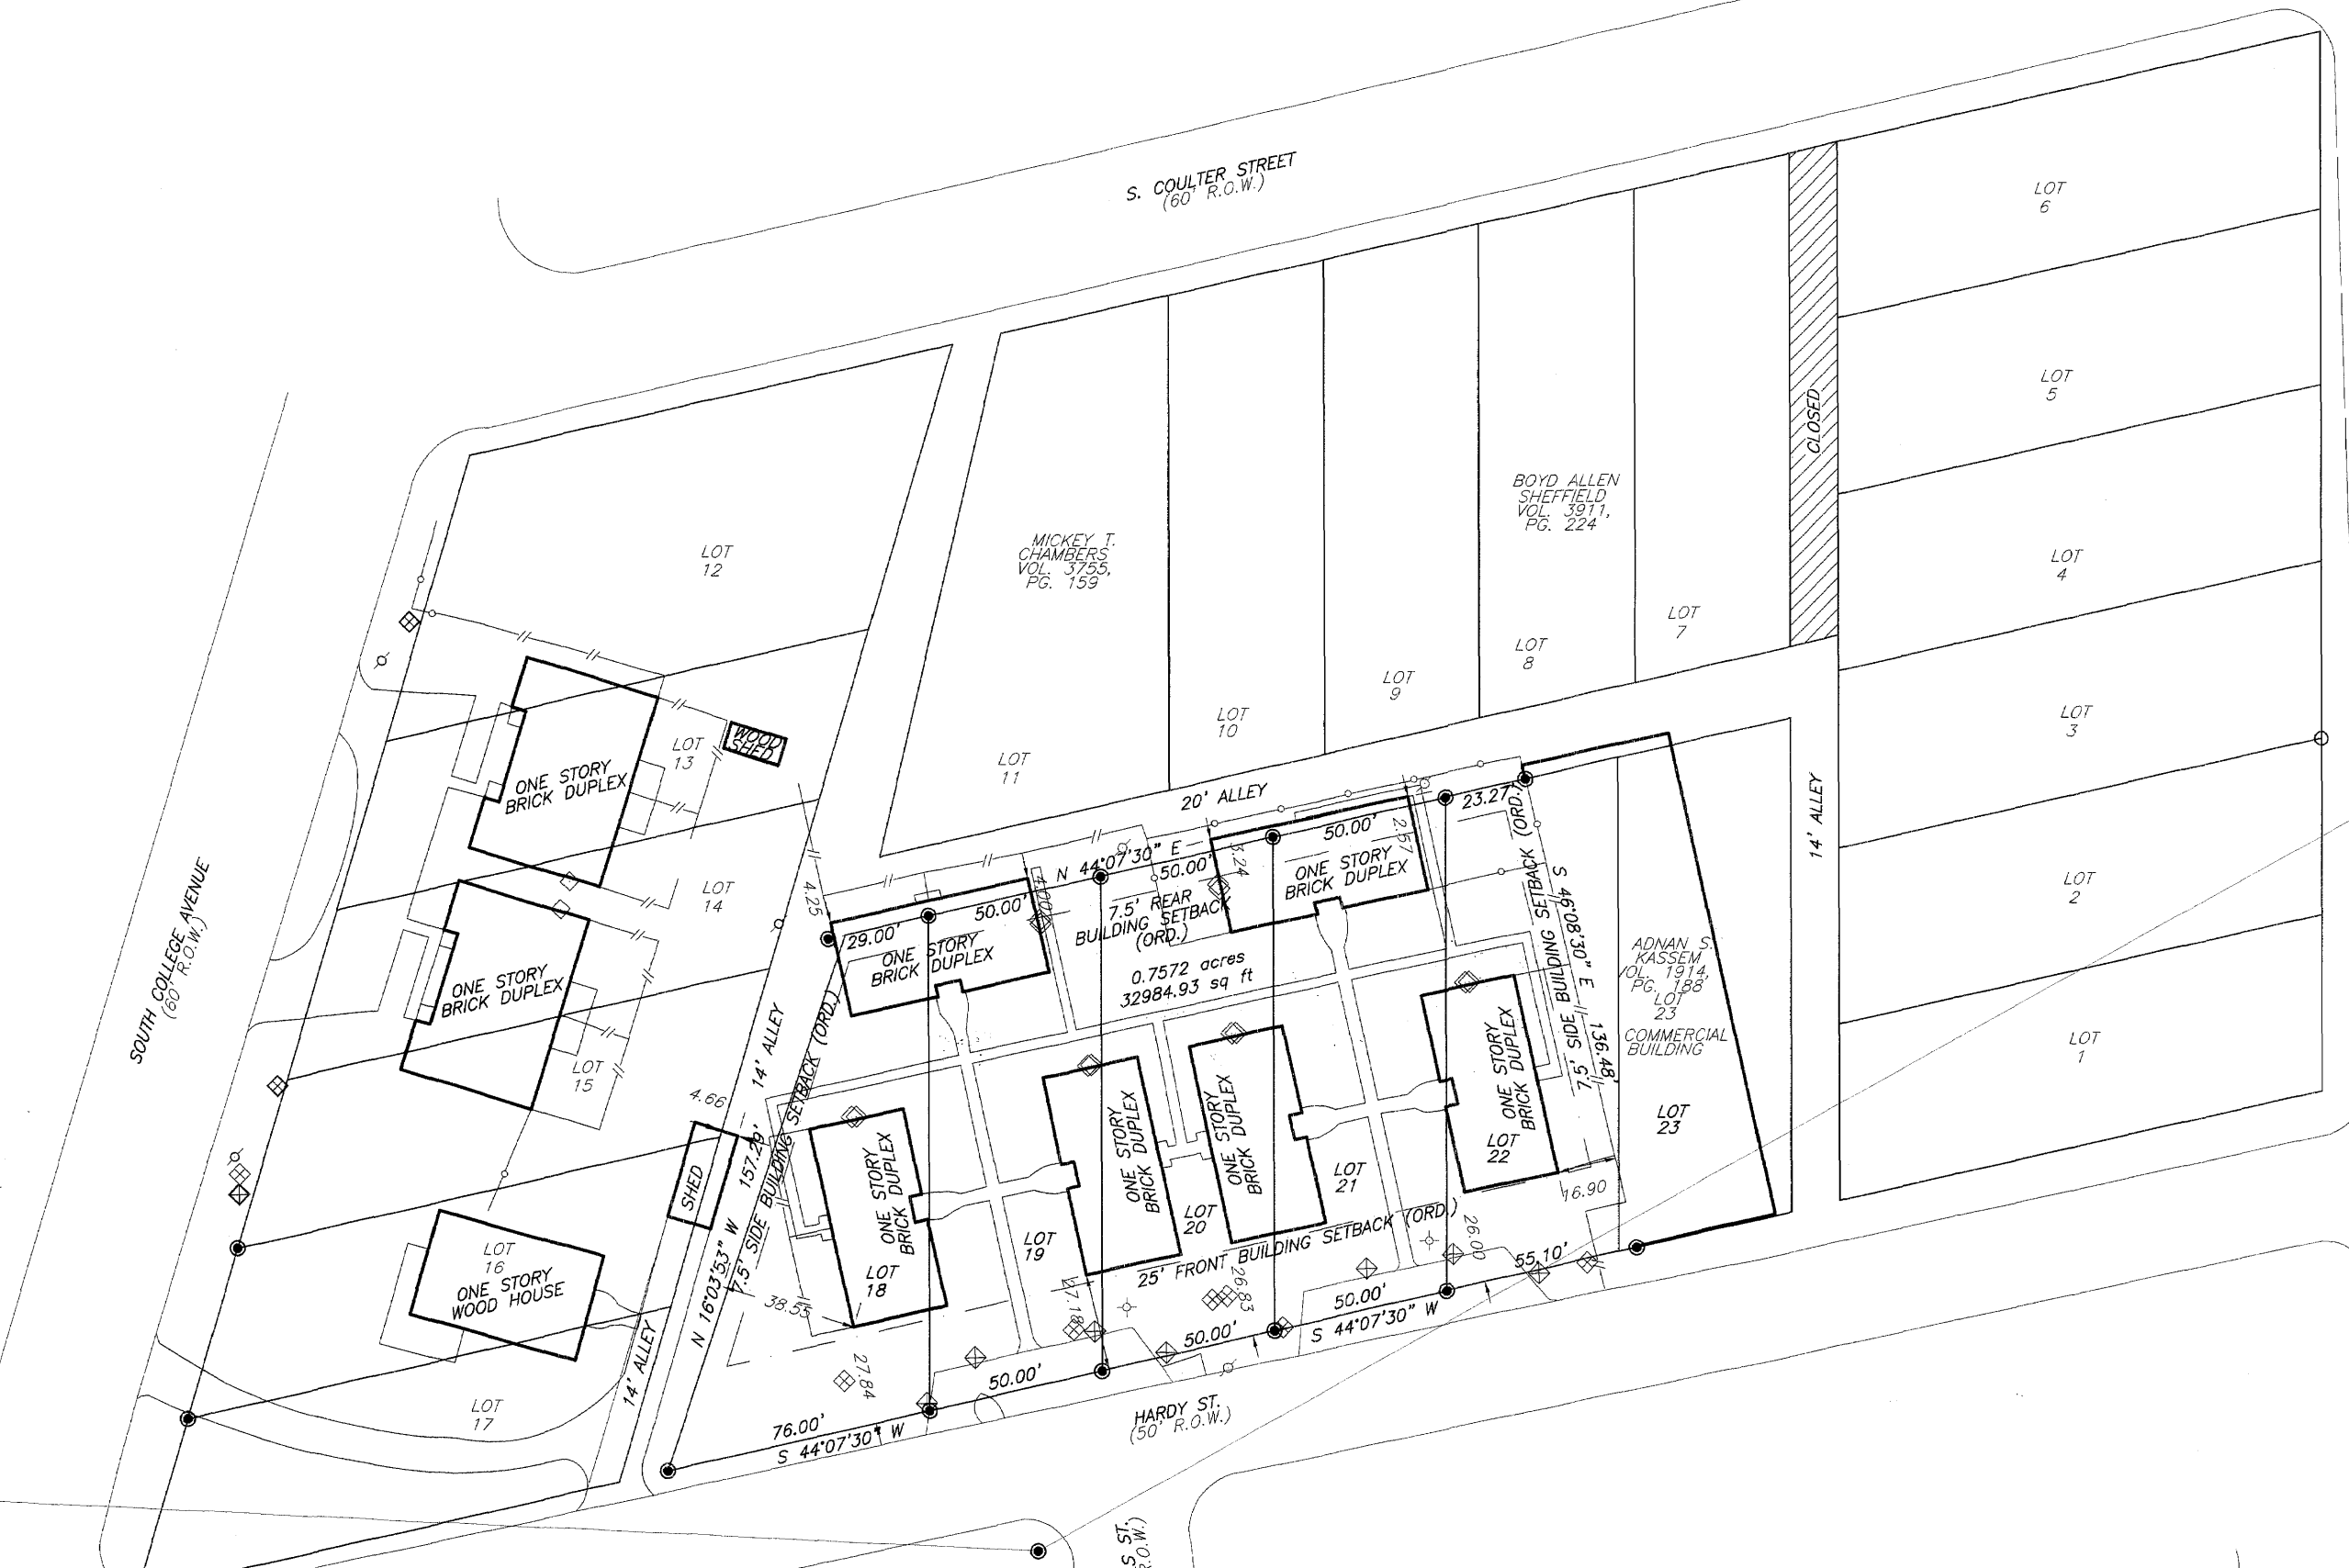 S. COULTER STREET
(60' R.O.W.)
LOT
6
LOT
5
CLOSED
BOYD ALLEN
SHEFFIELD
VOL. 3911,
PG. 224
MICKEY T.
CHAMBERS
VOL. 3755,
PG. 159
LOT
12
LOT
4
LOT
7
LOT
8
LOT
9
LOT
10
LOT
11
LOT
3
WOOD
SHED
LOT
13
ONE STORY
BRICK DUPLEX
20' ALLEY
14' ALLEY
LOT
2
LOT
1
SOUTH COLLEGE AVENUE
(60' R.O.W.)
LOT
14
ONE STORY
BRICK DUPLEX
LOT
15
4.25
29.00'
50.00'
ONE STORY
BRICK DUPLEX
4.00
N 44°07'30" E
50.00'
7.5' REAR
BUILDING SETBACK
(ORD.)
50.00'
ONE STORY
BRICK DUPLEX
2.57
23.27'
0.7572 acres
32984.93 sq ft
S 46°08'30" E
136.48'
7.5' SIDE BUILDING SETBACK (ORD.)
ADNAN S.
KASSEM
VOL. 1914,
PG. 188
LOT
23
COMMERCIAL
BUILDING
LOT
23
14' ALLEY
4.66
SHED
N 16°03'53" W
157.29'
7.5' SIDE BUILDING SETBACK (ORD.)
ONE STORY
BRICK DUPLEX
LOT
18
38.55
27.84
LOT
19
ONE STORY
BRICK DUPLEX
27.18
LOT
20
ONE STORY
BRICK DUPLEX
26.83
LOT
21
25' FRONT BUILDING SETBACK (ORD.)
ONE STORY
BRICK DUPLEX
LOT
22
16.90
26.00
LOT
16
ONE STORY
WOOD HOUSE
LOT
17
14' ALLEY
76.00'
S 44°07'30" W
50.00'
50.00'
50.00'
S 44°07'30" W
55.10'
HARDY ST.
(50' R.O.W.)
S ST.
R.O.W.)